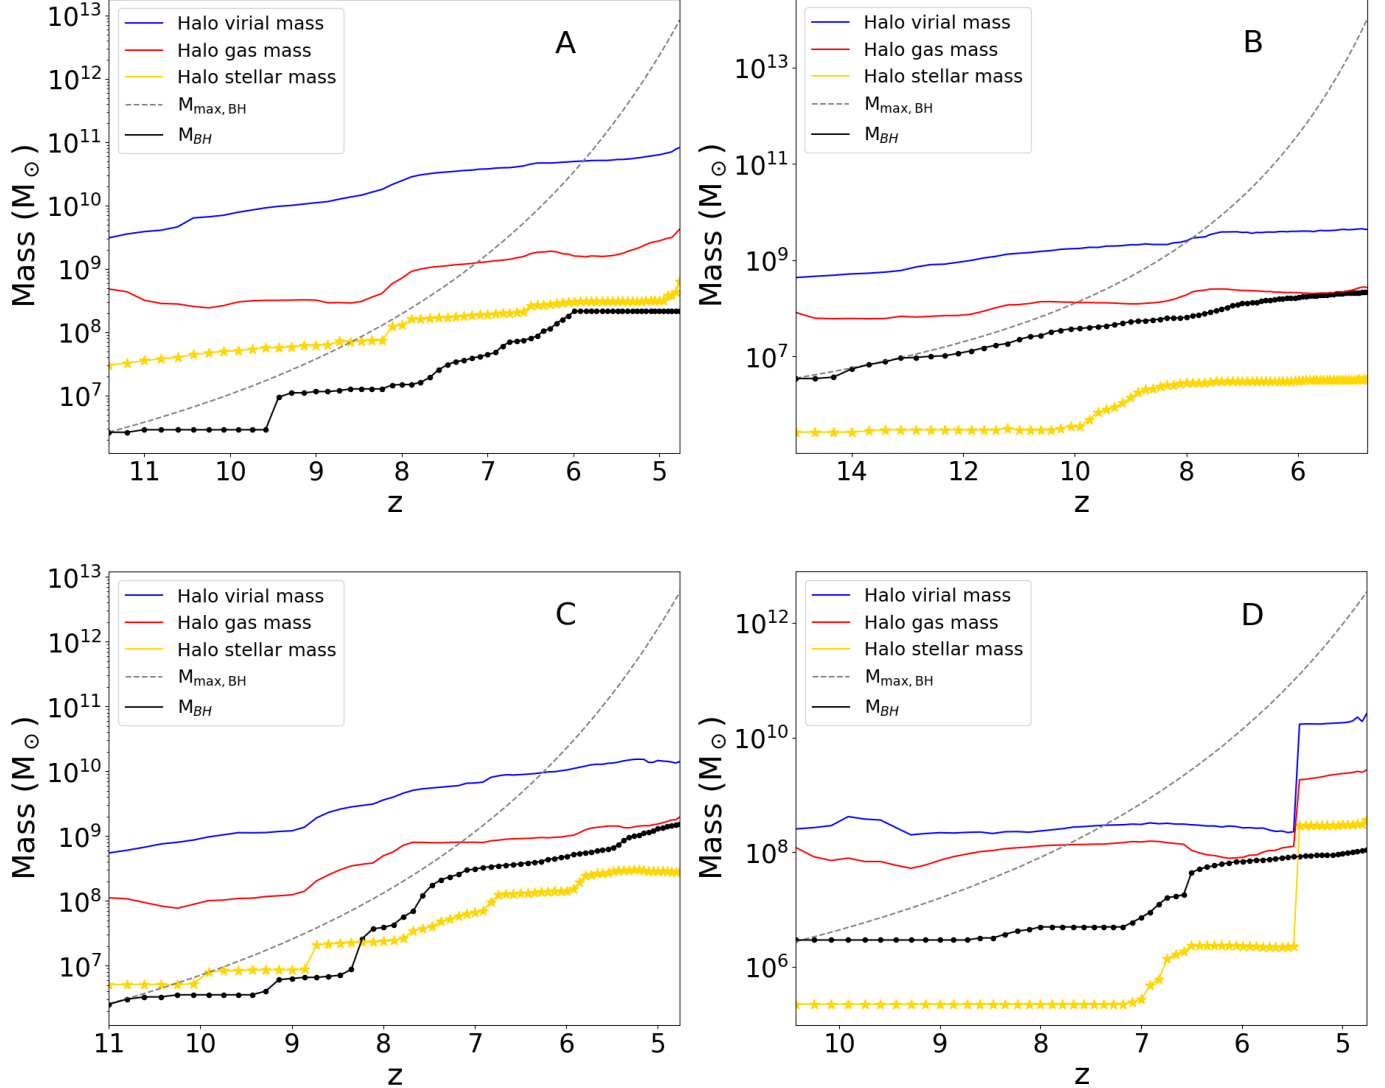 A
Halo virial mass
Halo gas mass
Halo stellar mass
M_max, BH
M_BH
Mass (M⊙)
10^13
10^12
10^11
10^10
10^9
10^8
10^7
11 10 9 8 7 6 5
z
B
Halo virial mass
Halo gas mass
Halo stellar mass
M_max, BH
M_BH
Mass (M⊙)
10^13
10^11
10^9
10^7
14 12 10 8 6
z
C
Halo virial mass
Halo gas mass
Halo stellar mass
M_max, BH
M_BH
Mass (M⊙)
10^13
10^12
10^11
10^10
10^9
10^8
10^7
11 10 9 8 7 6 5
z
D
Halo virial mass
Halo gas mass
Halo stellar mass
M_max, BH
M_BH
Mass (M⊙)
10^12
10^10
10^8
10^6
10 9 8 7 6 5
z